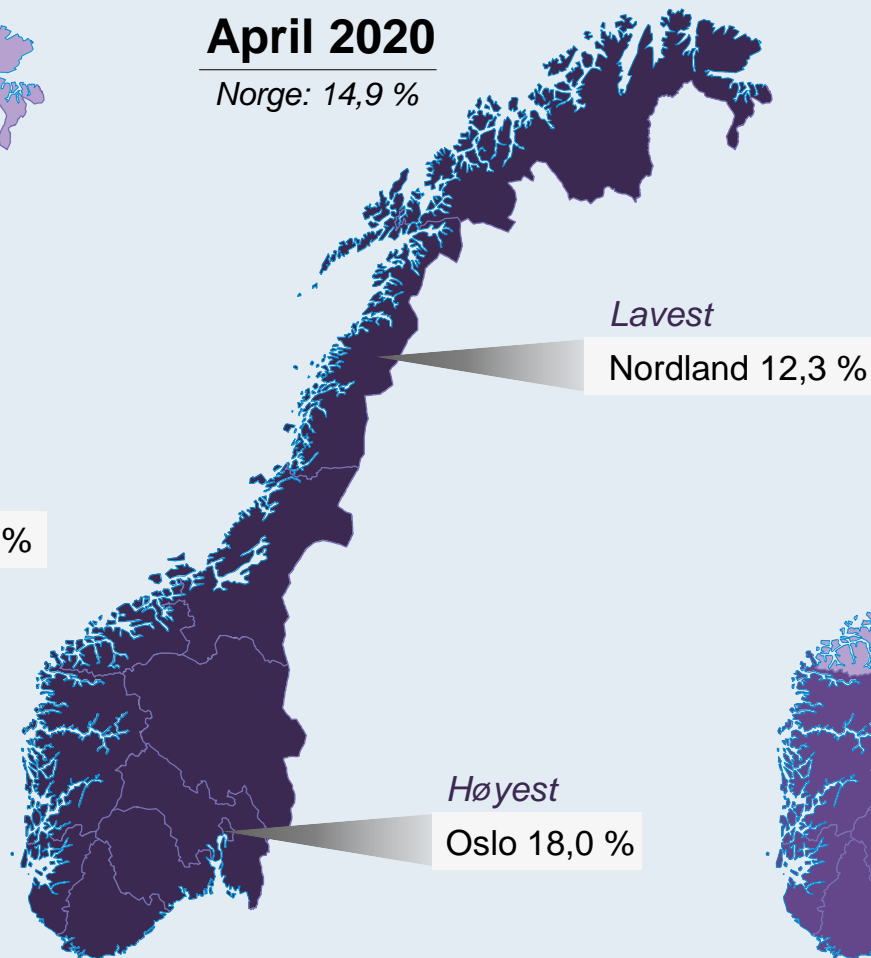 April 2020
Norge: 14,9 %
Lavest
Nordland 12,3 %
%
Høyest
Oslo 18,0 %